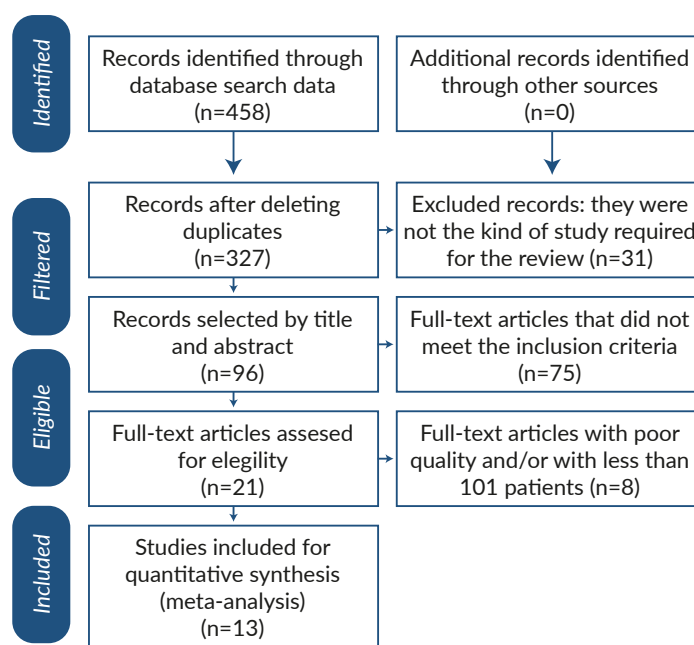 Identified
Records identified through
database search data
(n=458)
Additional records identified
through other sources
(n=0)
Filtered
Records after deleting
duplicates
(n=327)
Excluded records: they were
not the kind of study required
for the review (n=31)
Records selected by title
and abstract
(n=96)
Full-text articles that did not
meet the inclusion criteria
(n=75)
Eligible
Full-text articles assesed
for elegility
(n=21)
Full-text articles with poor
quality and/or with less than
101 patients (n=8)
Included
Studies included for
quantitative synthesis
(meta-analysis)
(n=13)